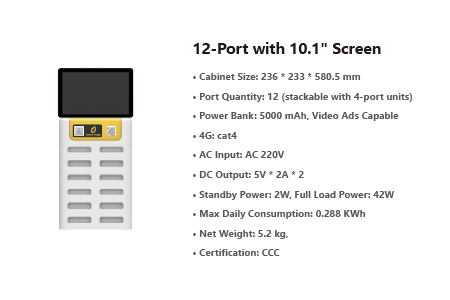 12-Port with 10.1" Screen
• Cabinet Size: 236 * 233 * 580.5 mm
• Port Quantity: 12 (stackable with 4-port units)
• Power Bank: 5000 mAh, Video Ads Capable
• 4G: cat4
• AC Input: AC 220V
• DC Output: 5V * 2A * 2
• Standby Power: 2W, Full Load Power: 42W
• Max Daily Consumption: 0.288 KWh
• Net Weight: 5.2 kg,
• Certification: CCC